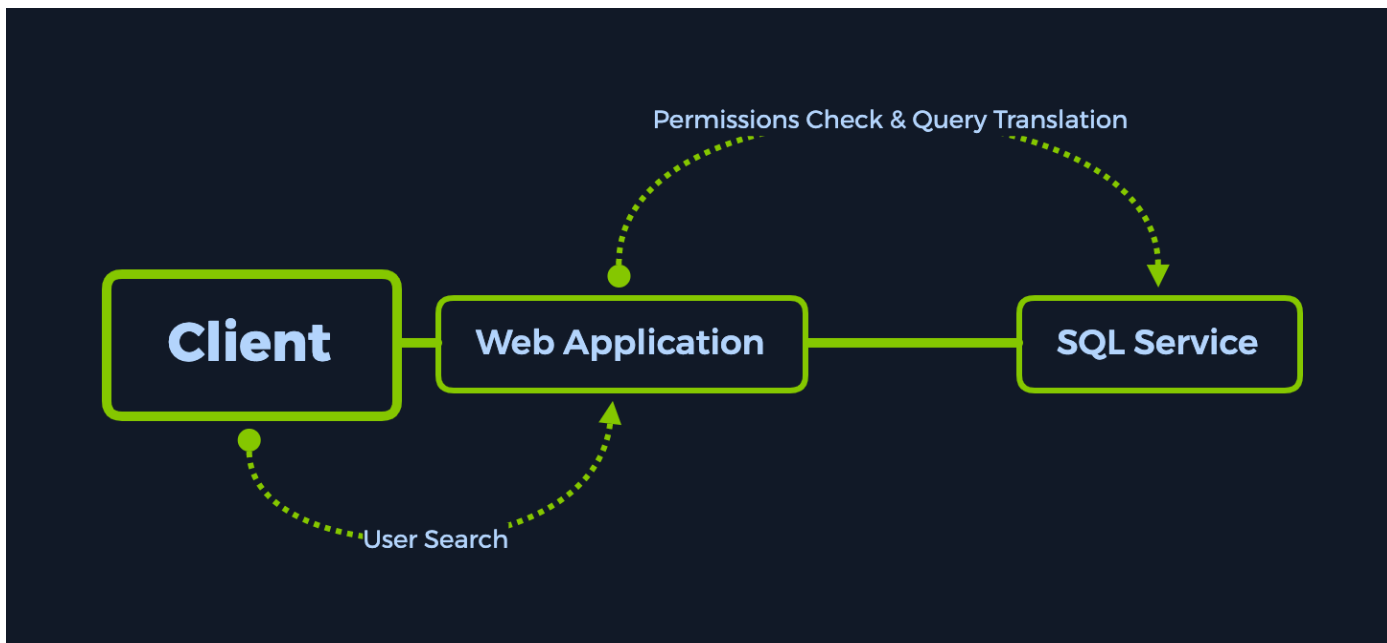 Permissions Check & Query Translation
Client
Web Application
SQL Service
User Search